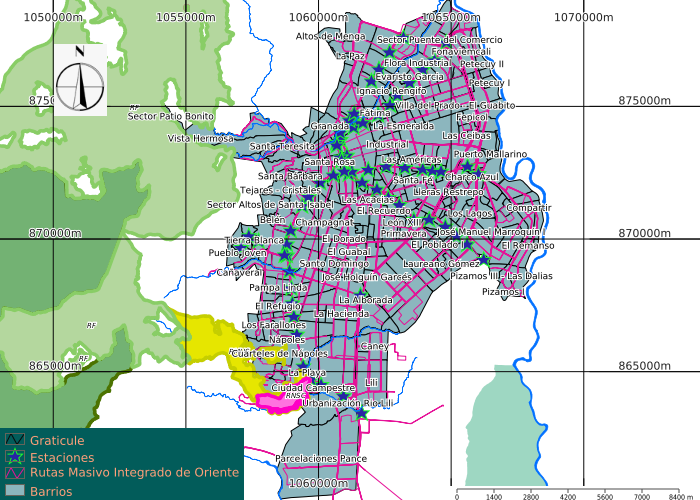 1050000m 1055000m 1060000m 1065000m 1070000m
Altos de Menga
Sector Puente del Comercio
N
La Paz
Fonaviemcali
Flora Industrial
Petecuy II
Evaristo García
Petecuy I
Ignacio Rengifo
875000m
RF
Villa del Prado - El Guabito
Sector Patio Bonito
Fátima
Fepicol
Granada
La Esmeralda
Vista Hermosa
Las Ceibas
Santa Teresita
Industrial
Puerto Mallarino
Santa Rosa
Las Américas
Santa Bárbara
Santa Fé
Charco Azul
Tejares - Cristales
Lleras Restrepo
Las Acacias
Sector Altos de Santa Isabel
El Recuerdo
Compartir
Los Lagos
Belén
Champagnat
León XIII
Primavera
José Manuel Marroquín
870000m
870000m
Tierra Blanca
El Dorado
El Poblado I
El Remanso
Pueblo Joven
El Guabal
Santo Domingo
Laureano Gómez
Cañaveral
José Holguín Garcés
Pizamos III - Las Dalias
Pampa Linda
Pizamos I
La Alborada
El Refugio
La Hacienda
RF
Los Farallones
Nápoles
Caney
Cuarteles de Nápoles
RF
865000m
865000m
La Playa
Lili
Ciudad Campestre
RNSC
Urbanización Río Lili
Graticule
Estaciones
Parcelaciones Pance
Rutas Masivo Integrado de Oriente
Barrios
1060000m
0 1400 2800 4200 5600 7000 8400 m
875000m